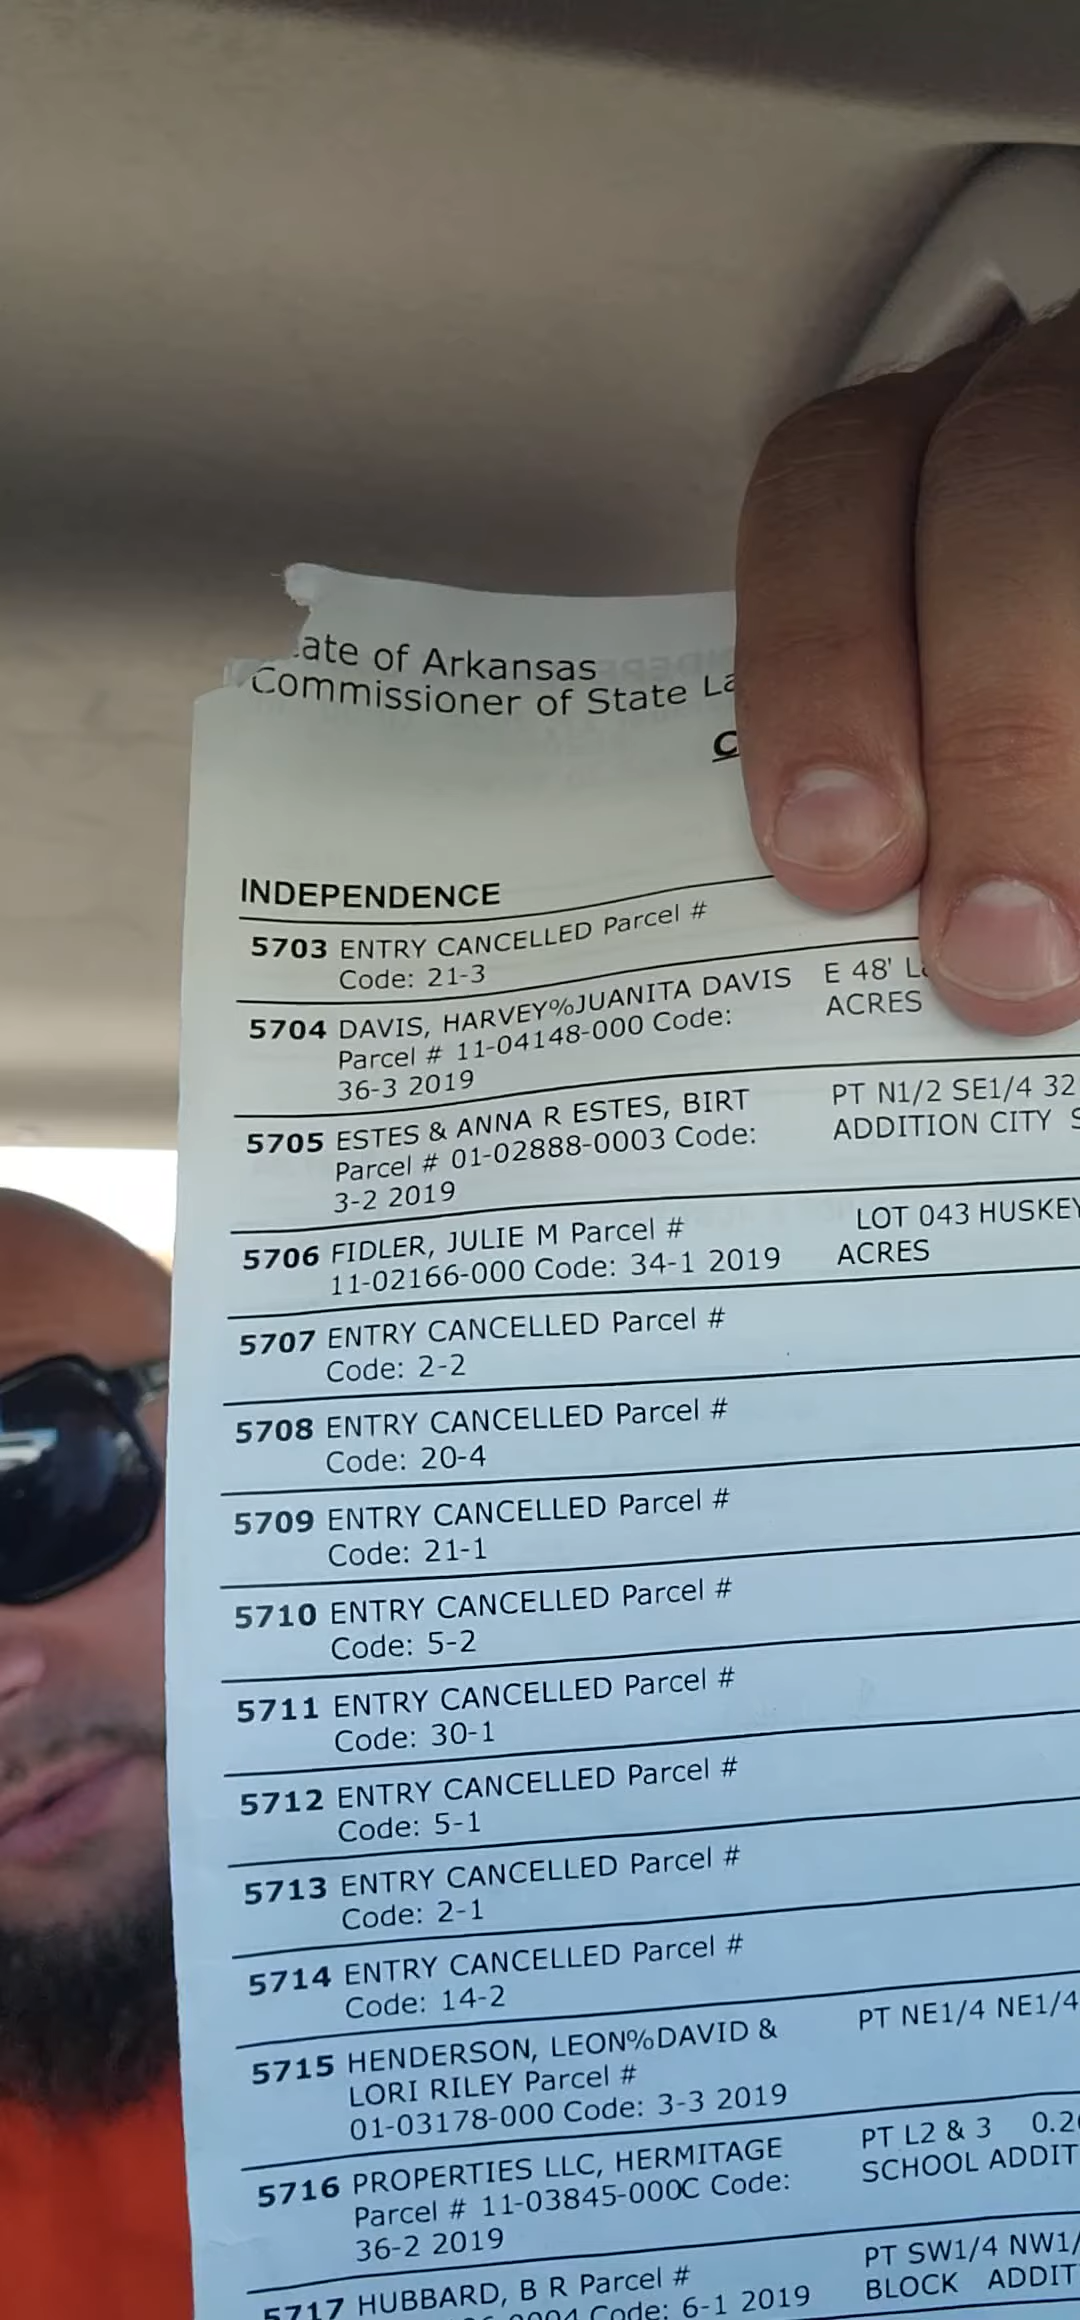 ate of Arkansas
Commissioner of State La
C
INDEPENDENCE
5703 ENTRY CANCELLED Parcel #
Code: 21-3
5704 DAVIS, HARVEY%JUANITA DAVIS E 48' L
Parcel # 11-04148-000 Code: ACRES
36-3 2019
5705 ESTES & ANNA R ESTES, BIRT PT N1/2 SE1/4 32
Parcel # 01-02888-0003 Code: ADDITION CITY S
3-2 2019
5706 FIDLER, JULIE M Parcel # LOT 043 HUSKEY
11-02166-000 Code: 34-1 2019 ACRES
5707 ENTRY CANCELLED Parcel #
Code: 2-2
5708 ENTRY CANCELLED Parcel #
Code: 20-4
5709 ENTRY CANCELLED Parcel #
Code: 21-1
5710 ENTRY CANCELLED Parcel #
Code: 5-2
5711 ENTRY CANCELLED Parcel #
Code: 30-1
5712 ENTRY CANCELLED Parcel #
Code: 5-1
5713 ENTRY CANCELLED Parcel #
Code: 2-1
5714 ENTRY CANCELLED Parcel #
Code: 14-2
5715 HENDERSON, LEON%DAVID & PT NE1/4 NE1/4
LORI RILEY Parcel #
01-03178-000 Code: 3-3 2019
5716 PROPERTIES LLC, HERMITAGE PT L2 & 3 0.2
Parcel # 11-03845-000C Code: SCHOOL ADDIT
36-2 2019
5717 HUBBARD, B R Parcel # PT SW1/4 NW1/
Code: 6-1 2019 BLOCK ADDIT